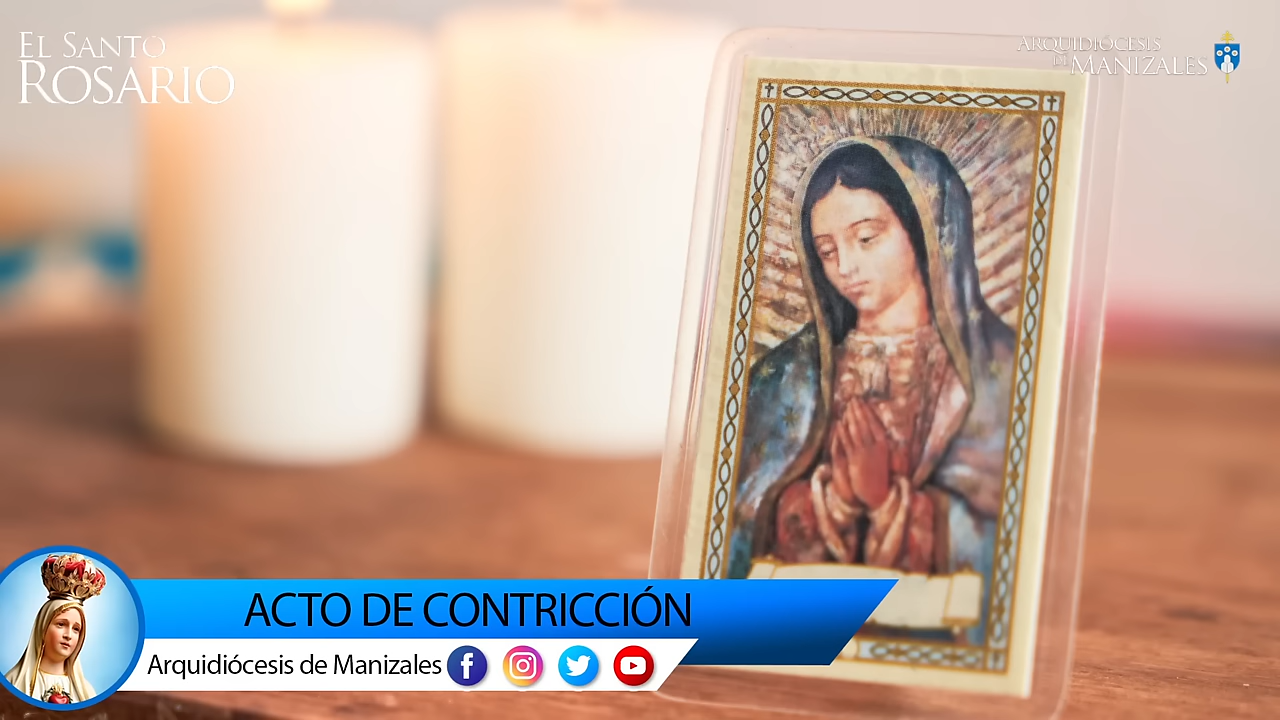 EL SANTO
ROSARIO
ARQUIDIÓCESIS
DE MANIZALES
ACTO DE CONTRICCIÓN
Arquidiócesis de Manizales